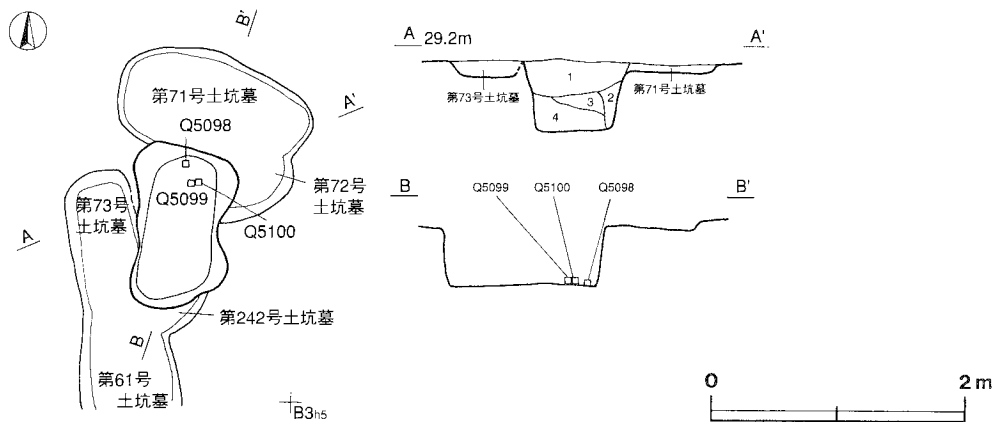 B'
第71号土坑墓
A'
Q5098
第73号
土坑墓
Q5099
第72号
土坑墓
Q5100
A
第242号土坑墓
B
第61号
土坑墓
B3h5
A 29.2m
A'
1
第73号土坑墓
3
2
第71号土坑墓
4
Q5099
Q5100
Q5098
B
B'
0
2 m